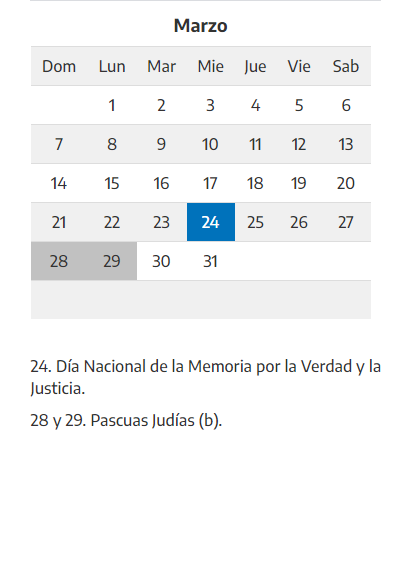 Marzo
Dom Lun Mar Mie Jue Vie Sab
1 2 3 4 5 6
7 8 9 10 11 12 13
14 15 16 17 18 19 20
21 22 23 24 25 26 27
28 29 30 31
24. Día Nacional de la Memoria por la Verdad y la
Justicia.
28 y 29. Pascuas Judías (b).